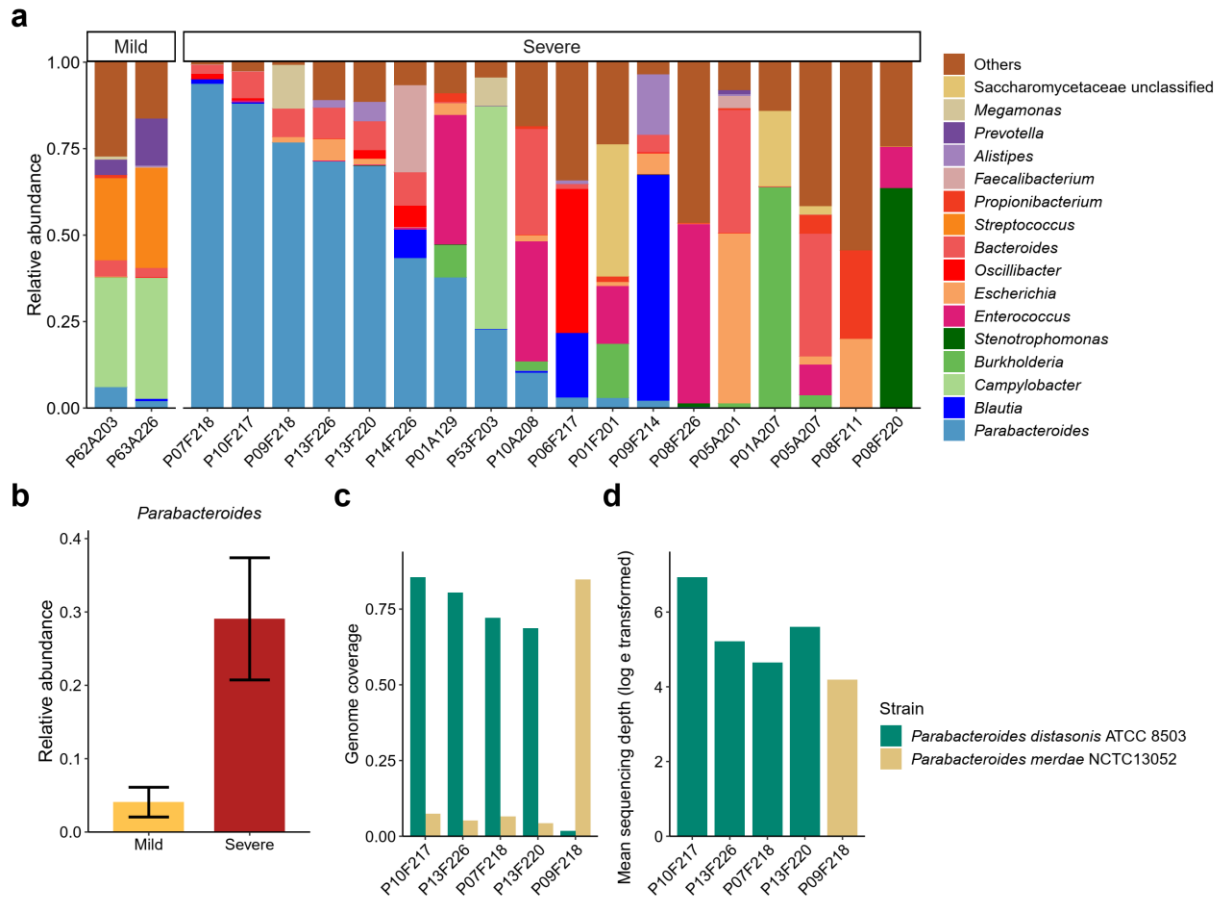 a
Mild
Severe
Relative abundance
1.00
0.75
0.50
0.25
0.00
P62A203
P63A226
P07F218
P10F217
P09F218
P13F226
P13F220
P14F226
P01A129
P53F203
P10A208
P06F217
P01F201
P09F214
P08F226
P05A201
P01A207
P05A207
P08F211
P08F220
Others
Saccharomycetaceae unclassified
Megamonas
Prevotella
Alistipes
Faecalibacterium
Propionibacterium
Streptococcus
Bacteroides
Oscillibacter
Escherichia
Enterococcus
Stenotrophomonas
Burkholderia
Campylobacter
Blautia
Parabacteroides
b
Parabacteroides
Relative abundance
0.4
0.3
0.2
0.1
0.0
Mild
Severe
c
Genome coverage
0.75
0.50
0.25
0.00
P10F217
P13F226
P07F218
P13F220
P09F218
d
Mean sequencing depth (log e transformed)
6
4
2
0
P10F217
P13F226
P07F218
P13F220
P09F218
Strain
Parabacteroides distasonis ATCC 8503
Parabacteroides merdae NCTC13052